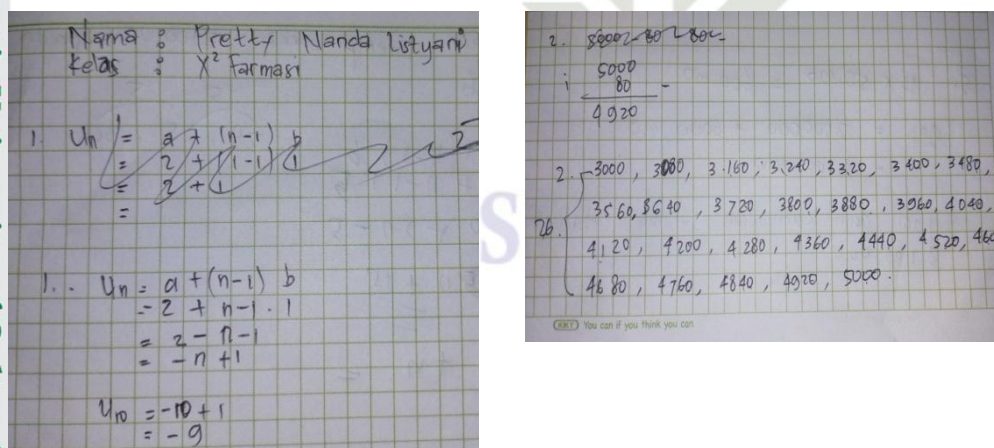 Nama : Pretty Nanda Listyani
Kelas : X² Farmasi
1. Un = a + (n-1) b
= 2 + (1-1) 1
= 2 + 1
=
1.. Un = a + (n-1) b
= 2 + n-1 . 1
= 2 - n-1
= -n +1
U10 = -10+1
= -9
2.
5000
80 -
4920
2. 3000, 3080, 3.160, 3.240, 3320, 3400, 3480,
3560, 3640, 3720, 3800, 3880, 3960, 4040,
26. 4120, 4200, 4280, 4360, 4440, 4520, 460
4680, 4760, 4840, 4920, 5000.
KKY You can if you think you can
S